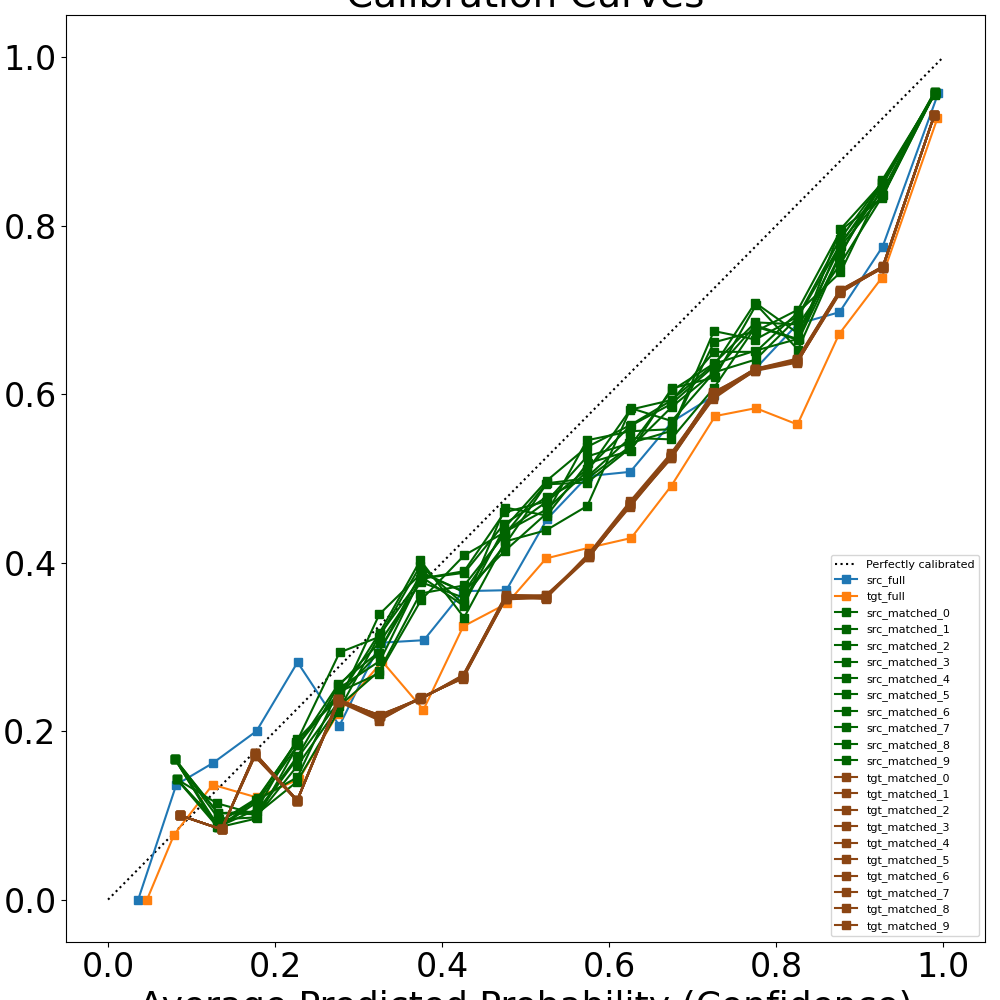 Calibration Curves
1.0
0.8
0.6
0.4
0.2
0.0
0.0 0.2 0.4 0.6 0.8 1.0
Average Predicted Probability (Confidence)
Perfectly calibrated
src_full
tgt_full
src_matched_0
src_matched_1
src_matched_2
src_matched_3
src_matched_4
src_matched_5
src_matched_6
src_matched_7
src_matched_8
src_matched_9
tgt_matched_0
tgt_matched_1
tgt_matched_2
tgt_matched_3
tgt_matched_4
tgt_matched_5
tgt_matched_6
tgt_matched_7
tgt_matched_8
tgt_matched_9